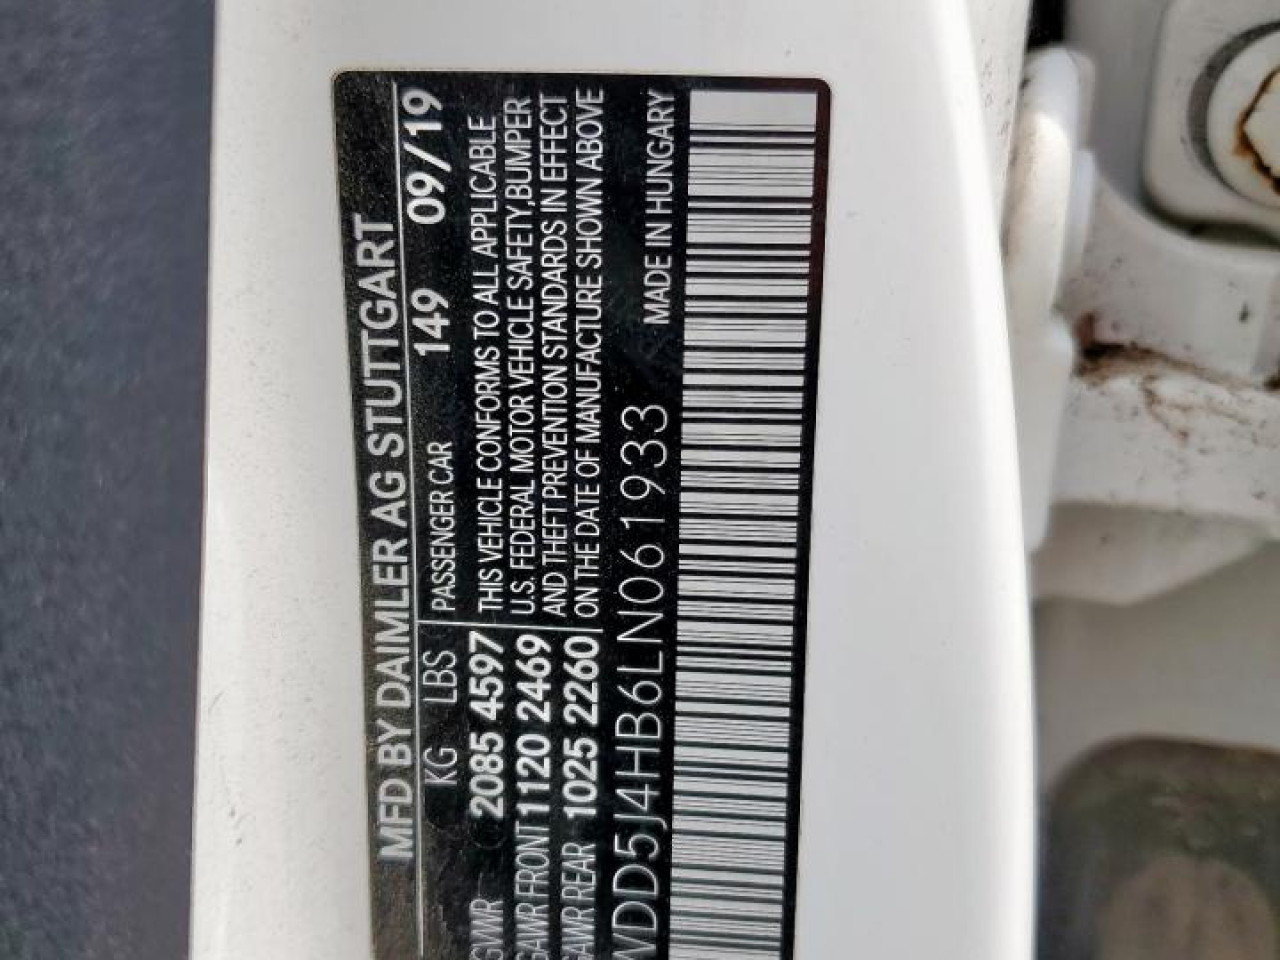 MFD BY DAIMLER AG STUTTGART
KG LBS PASSENGER CAR 149 09/19
GVWR 2085 4597 THIS VEHICLE CONFORMS TO ALL APPLICABLE
GAWR FRONT 1120 2469 U.S. FEDERAL MOTOR VEHICLE SAFETY,BUMPER
GAWR REAR 1025 2260 AND THEFT PREVENTION STANDARDS IN EFFECT
ON THE DATE OF MANUFACTURE SHOWN ABOVE
WDD5J4HB6LN061933 MADE IN HUNGARY